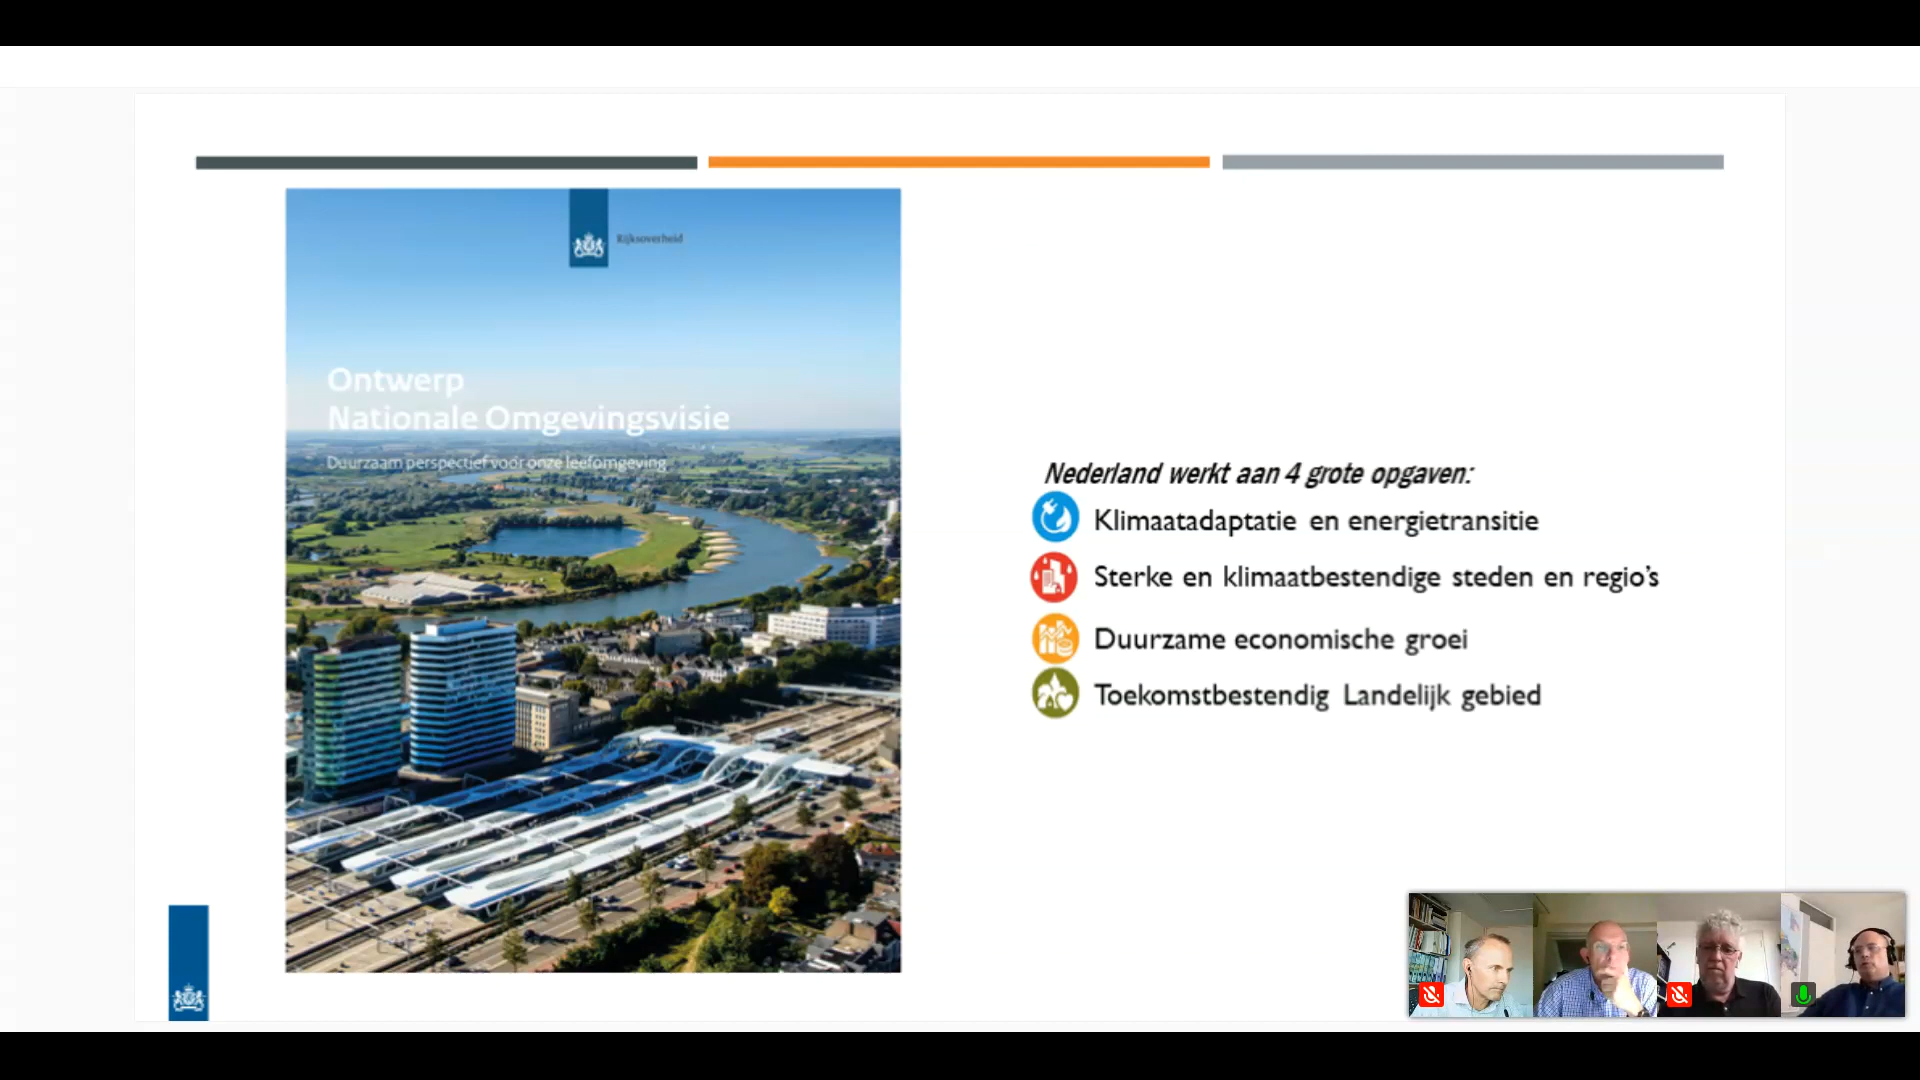 Rijksoverheid
Ontwerp
Nationale Omgevingsvisie
Duurzaam perspectief voor onze leefomgeving
Nederland werkt aan 4 grote opgaven:
Klimaatadaptatie en energietransitie
Sterke en klimaatbestendige steden en regio's
Duurzame economische groei
Toekomstbestendig Landelijk gebied